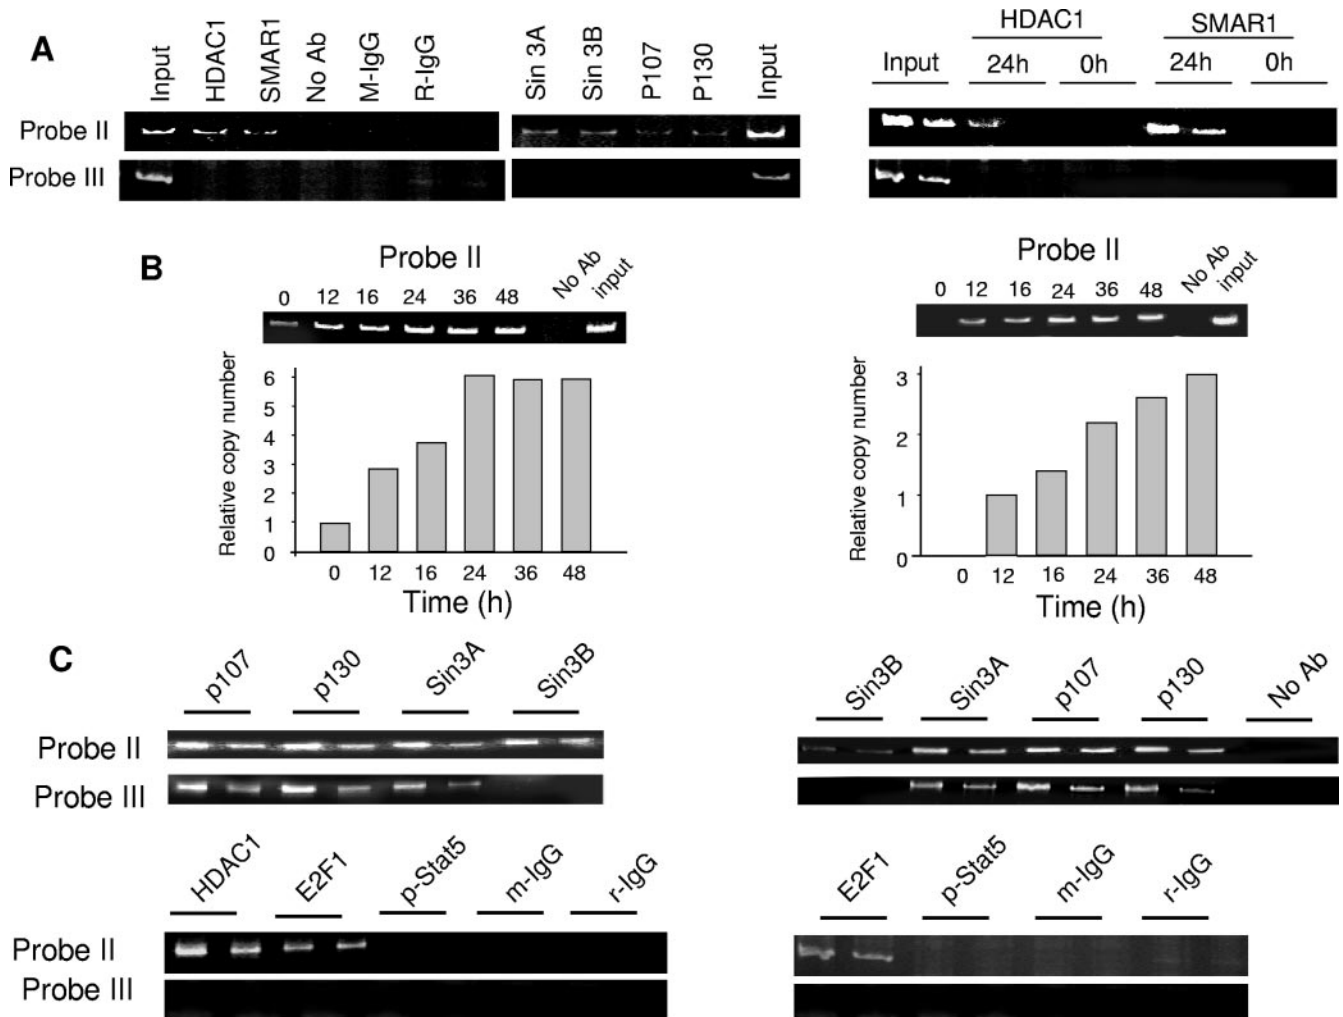 A
Input HDAC1 SMAR1 No Ab M-IgG R-IgG
Sin 3A Sin 3B P107 P130 Input
HDAC1 SMAR1
Input 24h 0h 24h 0h
Probe II
Probe III
B
Probe II
0 12 16 24 36 48 No Ab input
Relative copy number
6
5
4
3
2
1
0
0 12 16 24 36 48
Time (h)
Probe II
0 12 16 24 36 48 No Ab input
Relative copy number
3
2
1
0
0 12 16 24 36 48
Time (h)
C
p107 p130 Sin3A Sin3B
Probe II
Probe III
Sin3B Sin3A p107 p130 No Ab
HDAC1 E2F1 p-Stat5 m-IgG r-IgG
Probe II
Probe III
E2F1 p-Stat5 m-IgG r-IgG